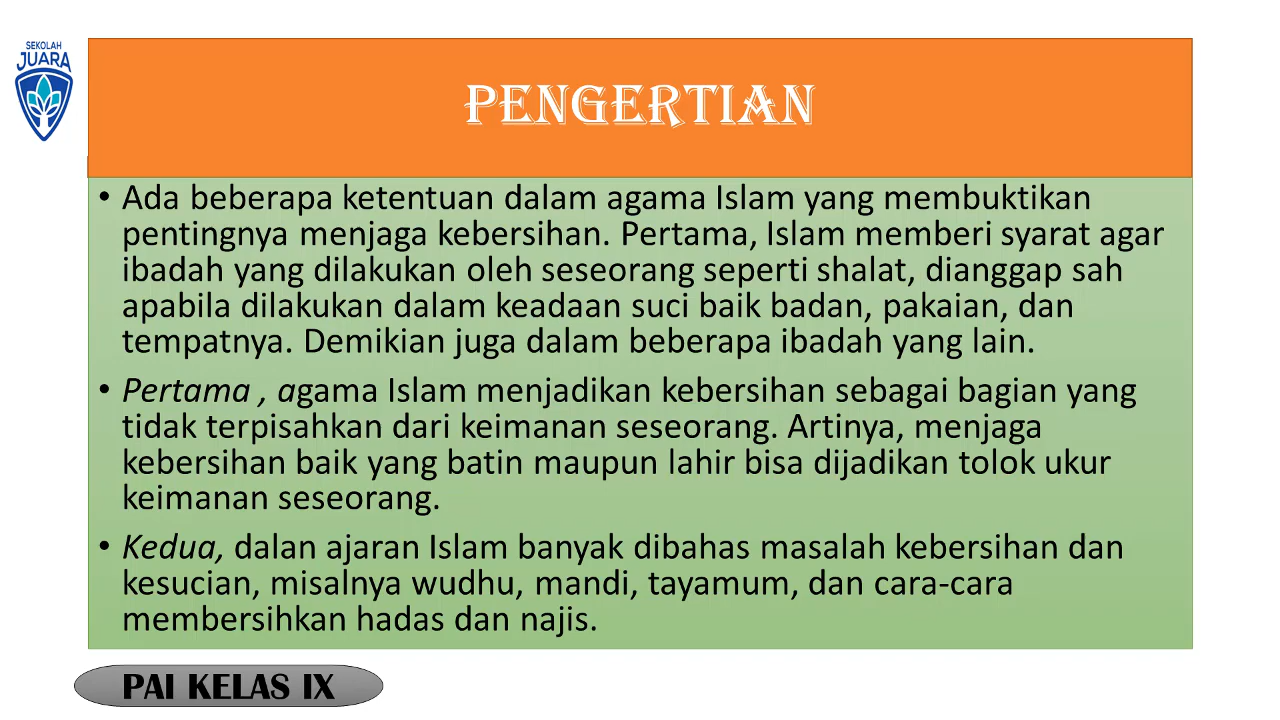 SEKOLAH
JUARA
PENGERTIAN
• Ada beberapa ketentuan dalam agama Islam yang membuktikan
pentingnya menjaga kebersihan. Pertama, Islam memberi syarat agar
ibadah yang dilakukan oleh seseorang seperti shalat, dianggap sah
apabila dilakukan dalam keadaan suci baik badan, pakaian, dan
tempatnya. Demikian juga dalam beberapa ibadah yang lain.
• Pertama , agama Islam menjadikan kebersihan sebagai bagian yang
tidak terpisahkan dari keimanan seseorang. Artinya, menjaga
kebersihan baik yang batin maupun lahir bisa dijadikan tolok ukur
keimanan seseorang.
• Kedua, dalan ajaran Islam banyak dibahas masalah kebersihan dan
kesucian, misalnya wudhu, mandi, tayamum, dan cara-cara
membersihkan hadas dan najis.
PAI KELAS IX